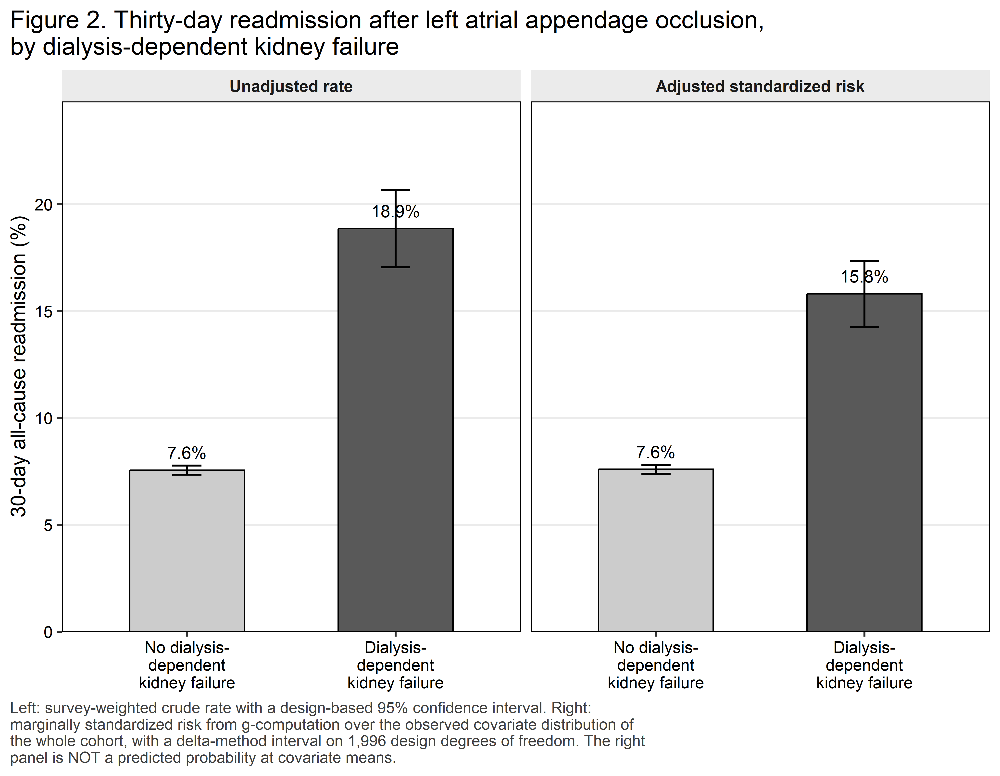 Figure 2. Thirty-day readmission after left atrial appendage occlusion,
by dialysis-dependent kidney failure
Unadjusted rate
Adjusted standardized risk
30-day all-cause readmission (%)
20
15
10
5
0
7.6%
18.9%
7.6%
15.8%
No dialysis-
dependent
kidney failure
Dialysis-
dependent
kidney failure
No dialysis-
dependent
kidney failure
Dialysis-
dependent
kidney failure
Left: survey-weighted crude rate with a design-based 95% confidence interval. Right:
marginally standardized risk from g-computation over the observed covariate distribution of
the whole cohort, with a delta-method interval on 1,996 design degrees of freedom. The right
panel is NOT a predicted probability at covariate means.